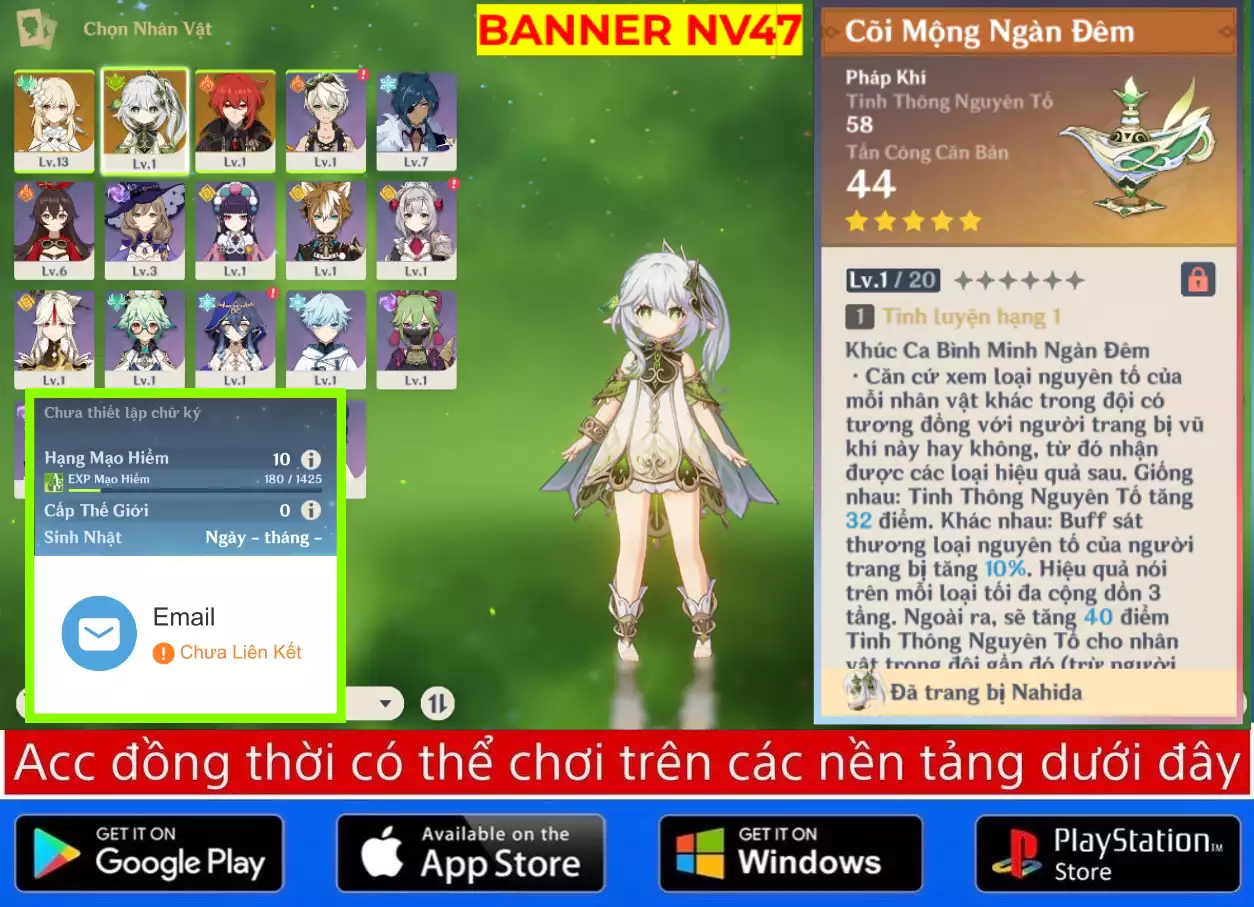 Chọn Nhân Vật
BANNER NV47
Lv.13
Lv.1
Lv.1
Lv.1
Lv.7
Lv.6
Lv.3
Lv.1
Lv.1
Lv.1
Lv.1
Lv.1
Lv.1
Lv.1
Lv.1
Chưa thiết lập chữ ký
Hạng Mạo Hiểm 10
EXP Mạo Hiểm 180 / 1425
Cấp Thế Giới 0
Sinh Nhật Ngày - tháng -
Email
Chưa Liên Kết
Cõi Mộng Ngàn Đêm
Pháp Khí
Tinh Thông Nguyên Tố
58
Tấn Công Căn Bản
44
Lv.1 / 20
1 Tinh luyện hạng 1
Khúc Ca Bình Minh Ngàn Đêm
· Căn cứ xem loại nguyên tố của
mỗi nhân vật khác trong đội có
tương đồng với người trang bị vũ
khí này hay không, từ đó nhận
được các loại hiệu quả sau. Giống
nhau: Tinh Thông Nguyên Tố tăng
32 điểm. Khác nhau: Buff sát
thương loại nguyên tố của người
trang bị tăng 10%. Hiệu quả nói
trên mỗi loại tối đa cộng dồn 3
tầng. Ngoài ra, sẽ tăng 40 điểm
Tinh Thông Nguyên Tố cho nhân
vật trong đội gần đó (trừ người
Đã trang bị Nahida
Acc đồng thời có thể chơi trên các nền tảng dưới đây
GET IT ON
Google Play
Available on the
App Store
GET IT ON
Windows
PlayStation™
Store